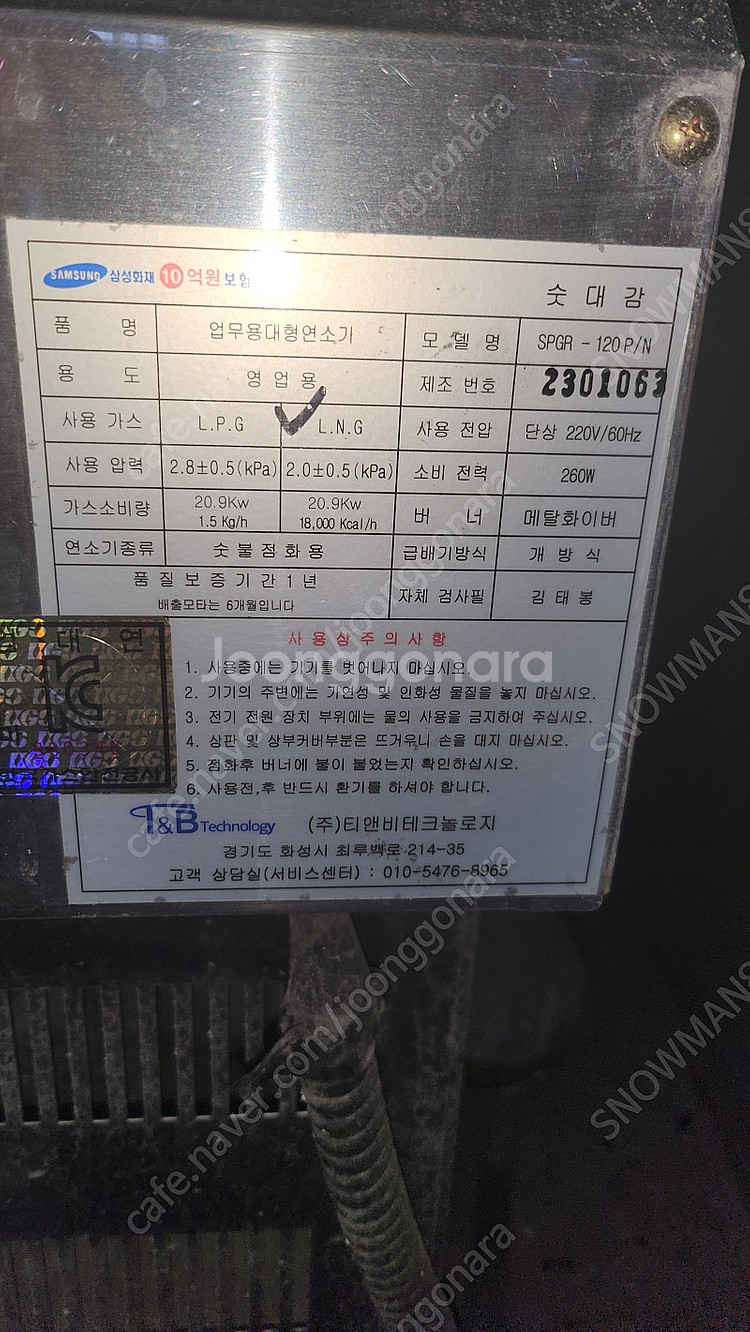 SAMSUNG 삼성화재 10억원보험
숯 대 감
품 명 업무용대형연소기 모 델 명 SPGR - 120 P/N
용 도 영 업 용 제조 번호 2301063
사용 가스 L.P.G L.N.G 사용 전압 단상 220V/60Hz
사용 압력 2.8±0.5(kPa) 2.0±0.5(kPa) 소비 전력 260W
가스소비량 20.9Kw 1.5 Kg/h 20.9Kw 18,000 Kcal/h 버 너 메탈화이버
연소기종류 숯 불 점 화 용 급배기방식 개 방 식
품 질 보 증 기 간 1 년
배출모타는 6개월입니다
자체 검사필 김 태 봉
사 용 상 주 의 사 항
1. 사용중에는 기기를 벗어나지 마십시오.
2. 기기의 주변에는 가연성 및 인화성 물질을 놓지 마십시오.
3. 전기 전원 장치 부위에는 물의 사용을 금지하여 주십시오.
4. 상판 및 상부커버부분은 뜨거우니 손을 대지 마십시오.
5. 점화후 버너에 불이 붙었는지 확인하십시오.
6. 사용전,후 반드시 환기를 하셔야 합니다.
T&B Technology (주)티앤비테크놀로지
경기도 화성시 최루백로 214-35
고객 상담실(서비스센터) : 010-5476-8965
대 연
KC
KGS
Joonggonara
cafe.naver.com/joonggonara
SNOWMANS